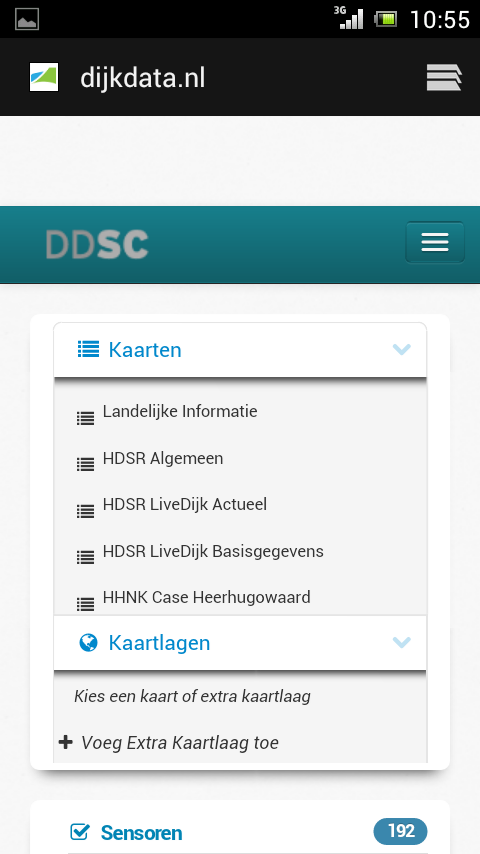 3G 10:55
dijkdata.nl
DDSC
Kaarten
Landelijke Informatie
HDSR Algemeen
HDSR LiveDijk Actueel
HDSR LiveDijk Basisgegevens
HHNK Case Heerhugowaard
Kaartlagen
Kies een kaart of extra kaartlaag
Voeg Extra Kaartlaag toe
Sensoren 192